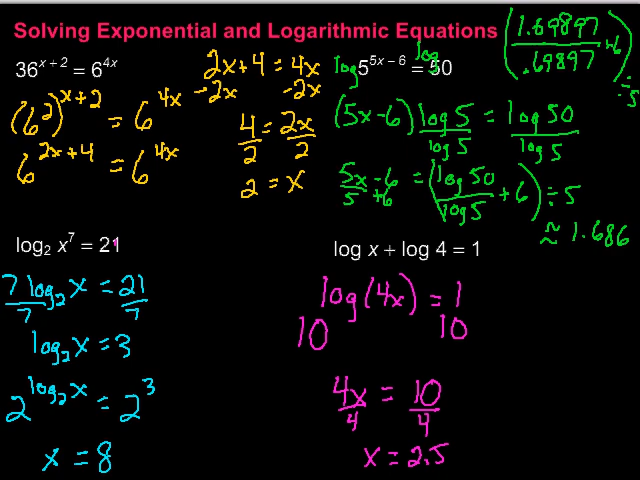 Solving Exponential and Logarithmic Equations
36^{x + 2} = 6^{4x}
(6^2)^{x+2} = 6^{4x}
6^{2x+4} = 6^{4x}
2x+4 = 4x
-2x -2x
4/2 = 2x/2
2 = x
log 5^{5x – 6} = log 50
(5x-6) log 5 / log 5 = log 50 / log 5
5x/5 -6 +6 = (log 50 / log 5 + 6) ÷ 5
≈ 1.686
(1.69897 / .69897 +6) ÷5
log₂ x^7 = 21
7 log₂ x / 7 = 21/7
log₂ x = 3
2^{log₂ x} = 2^3
x = 8
log x + log 4 = 1
log(4x) = 1
10 10
4x/4 = 10/4
x = 2.5